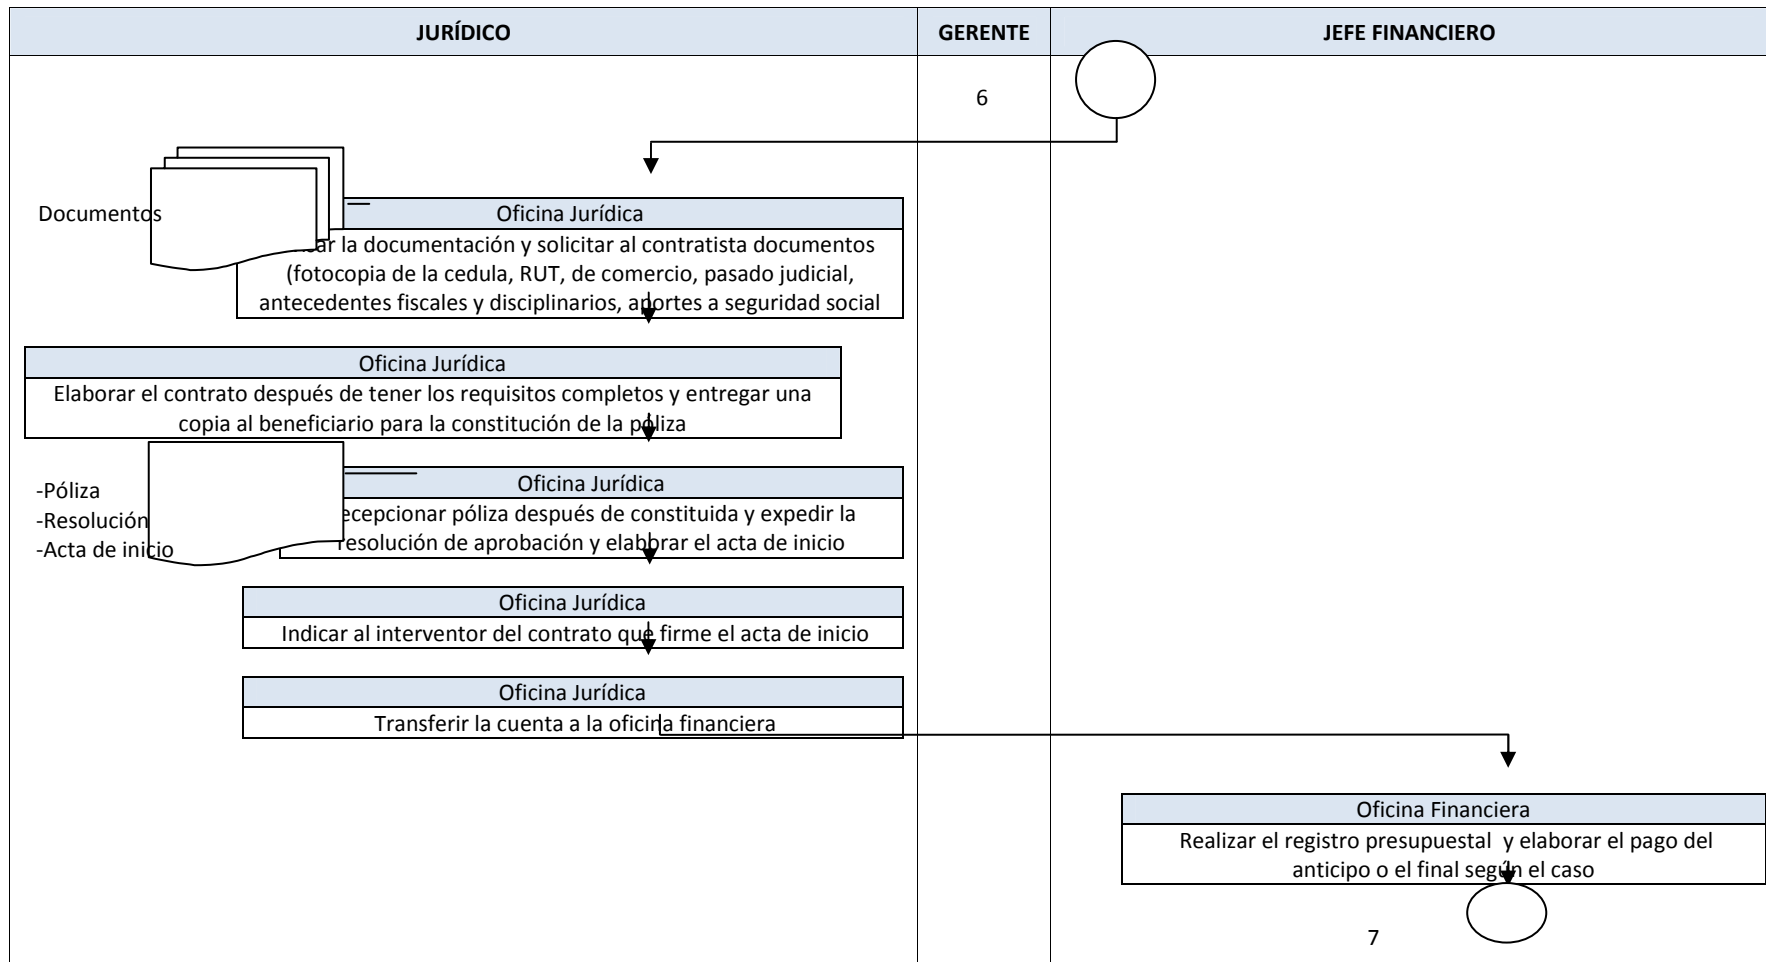 JURÍDICO
GERENTE
JEFE FINANCIERO
6
Documentos
Oficina Jurídica
la documentación y solicitar al contratista documentos
(fotocopia de la cedula, RUT, de comercio, pasado judicial,
antecedentes fiscales y disciplinarios, aportes a seguridad social
Oficina Jurídica
Elaborar el contrato después de tener los requisitos completos y entregar una
copia al beneficiario para la constitución de la póliza
-Póliza
-Resolución
-Acta de inicio
Oficina Jurídica
ecepcionar póliza después de constituida y expedir la
resolución de aprobación y elaborar el acta de inicio
Oficina Jurídica
Indicar al interventor del contrato que firme el acta de inicio
Oficina Jurídica
Transferir la cuenta a la oficina financiera
Oficina Financiera
Realizar el registro presupuestal y elaborar el pago del
anticipo o el final según el caso
7